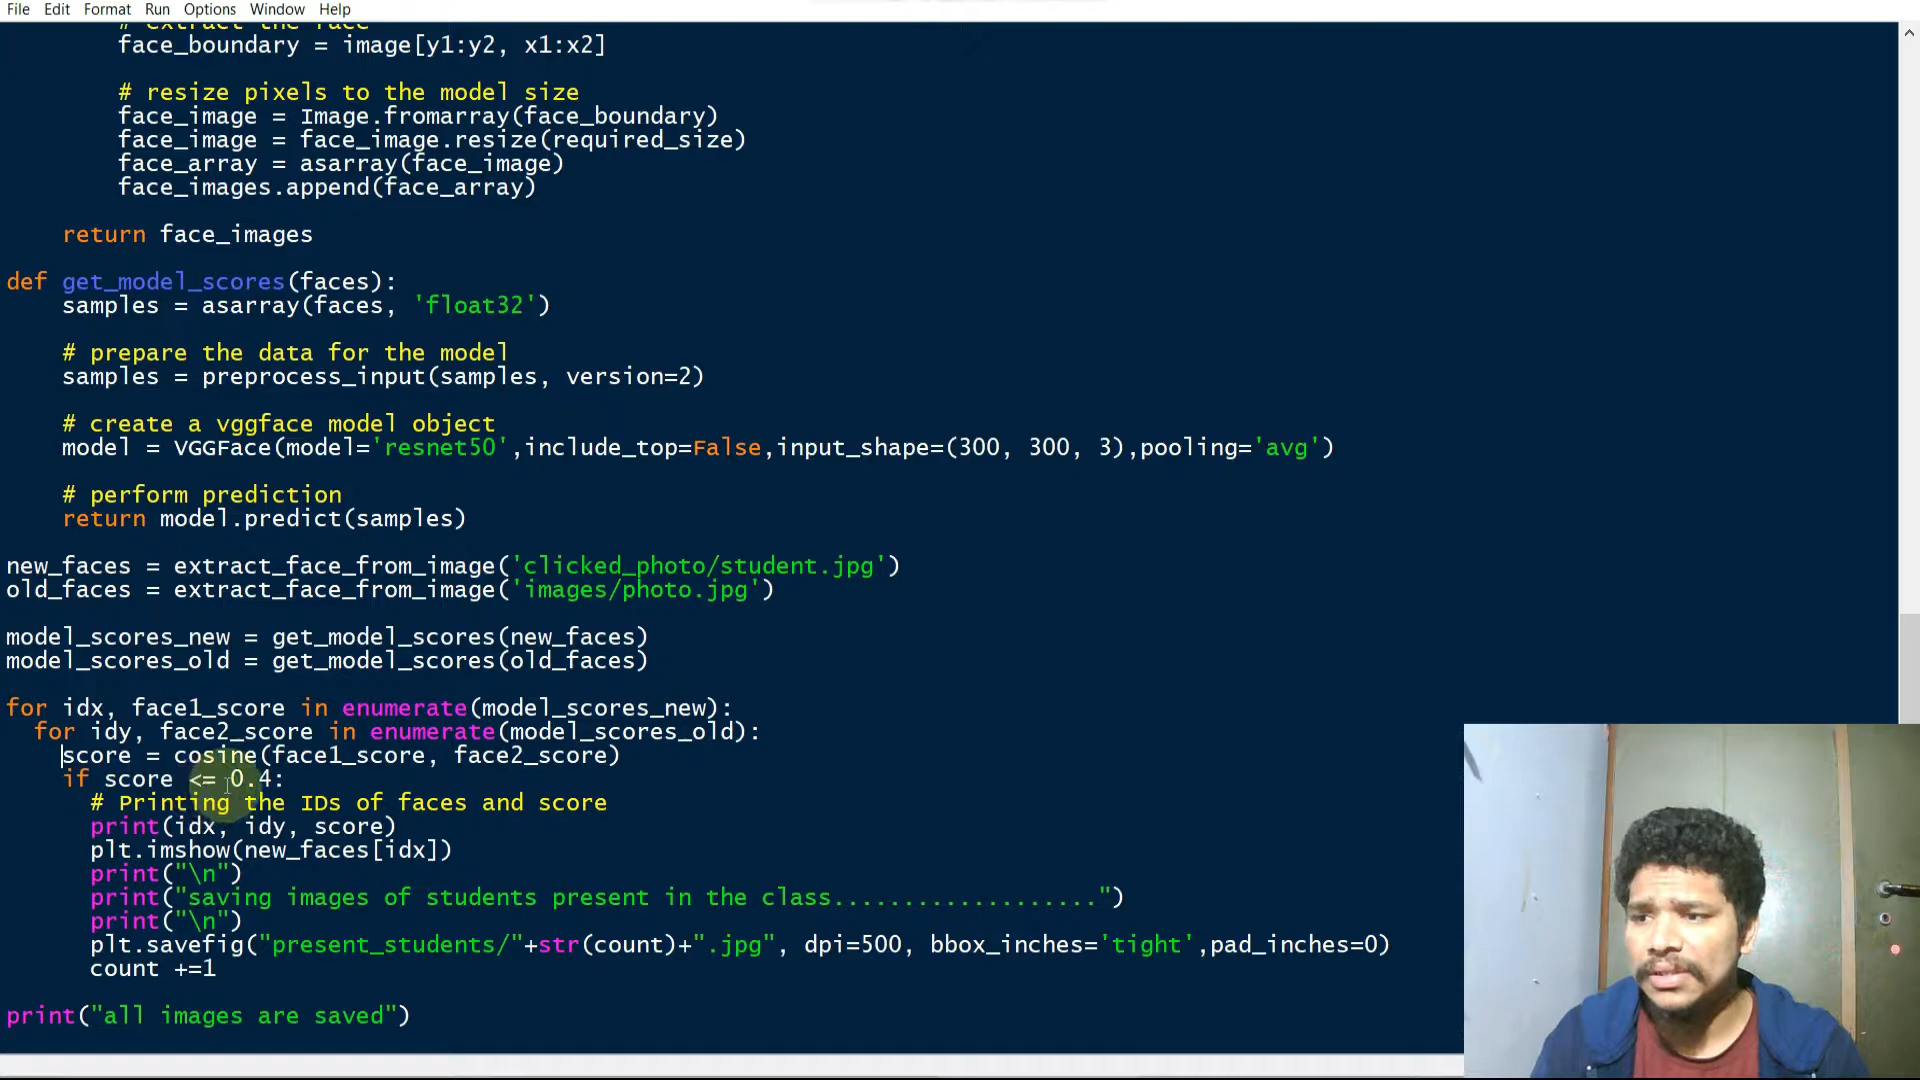 File Edit Format Run Options Window Help
# extract the face
face_boundary = image[y1:y2, x1:x2]
# resize pixels to the model size
face_image = Image.fromarray(face_boundary)
face_image = face_image.resize(required_size)
face_array = asarray(face_image)
face_images.append(face_array)
return face_images
def get_model_scores(faces):
samples = asarray(faces, 'float32')
# prepare the data for the model
samples = preprocess_input(samples, version=2)
# create a vggface model object
model = VGGFace(model='resnet50',include_top=False,input_shape=(300, 300, 3),pooling='avg')
# perform prediction
return model.predict(samples)
new_faces = extract_face_from_image('clicked_photo/student.jpg')
old_faces = extract_face_from_image('images/photo.jpg')
model_scores_new = get_model_scores(new_faces)
model_scores_old = get_model_scores(old_faces)
for idx, face1_score in enumerate(model_scores_new):
for idy, face2_score in enumerate(model_scores_old):
score = cosine(face1_score, face2_score)
if score <= 0.4:
# Printing the IDs of faces and score
print(idx, idy, score)
plt.imshow(new_faces[idx])
print("\n")
print("saving images of students present in the class...................")
print("\n")
plt.savefig("present_students/"+str(count)+".jpg", dpi=500, bbox_inches='tight',pad_inches=0)
count +=1
print("all images are saved")